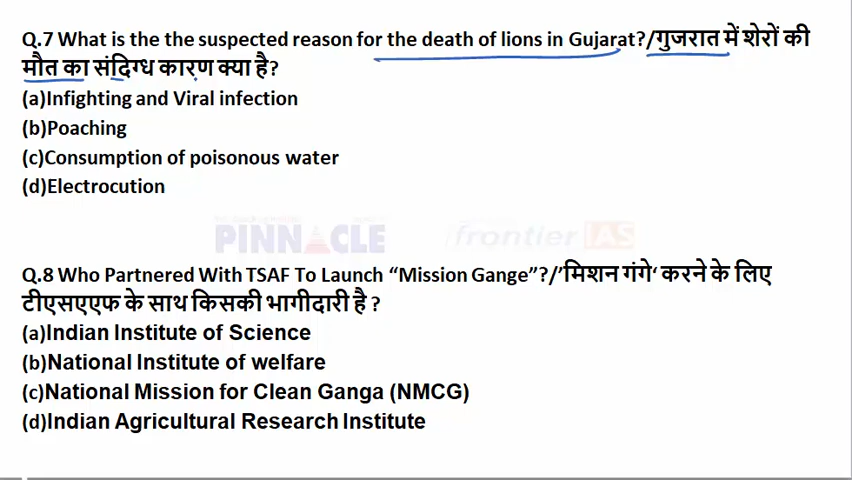 Q.7 What is the the suspected reason for the death of lions in Gujarat?/गुजरात में शेरों की
मौत का संदिग्ध कारण क्या है?
(a)Infighting and Viral infection
(b)Poaching
(c)Consumption of poisonous water
(d)Electrocution
PINNACLE frontier IAS
Q.8 Who Partnered With TSAF To Launch “Mission Gange”?/’मिशन गंगे‘ करने के लिए
टीएसएएफ के साथ किसकी भागीदारी है ?
(a)Indian Institute of Science
(b)National Institute of welfare
(c)National Mission for Clean Ganga (NMCG)
(d)Indian Agricultural Research Institute